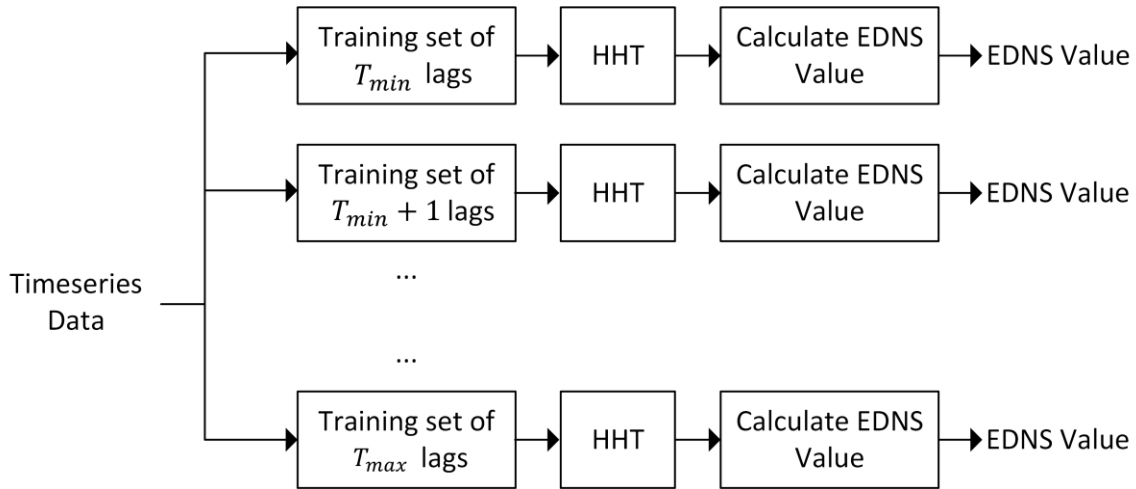 Training set of
T_min lags
HHT
Calculate EDNS
Value
EDNS Value
Training set of
T_min + 1 lags
HHT
Calculate EDNS
Value
EDNS Value
...
Timeseries
Data
...
Training set of
T_max lags
HHT
Calculate EDNS
Value
EDNS Value